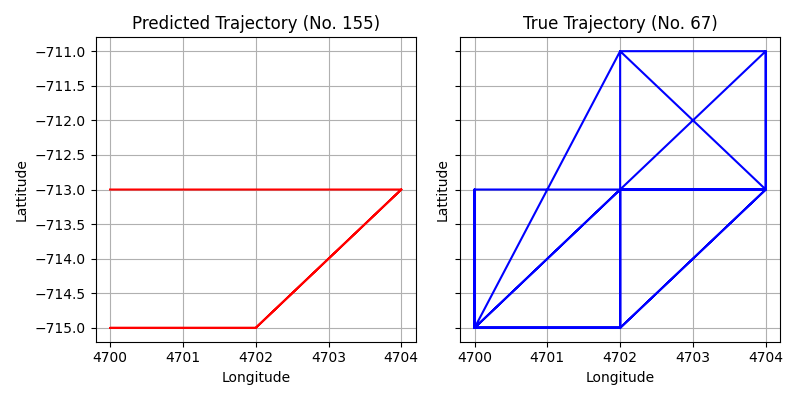 Predicted Trajectory (No. 155)
True Trajectory (No. 67)
−711.0
−711.5
−712.0
−712.5
−713.0
−713.5
−714.0
−714.5
−715.0
Lattitude
Lattitude
4700 4701 4702 4703 4704
4700 4701 4702 4703 4704
Longitude
Longitude